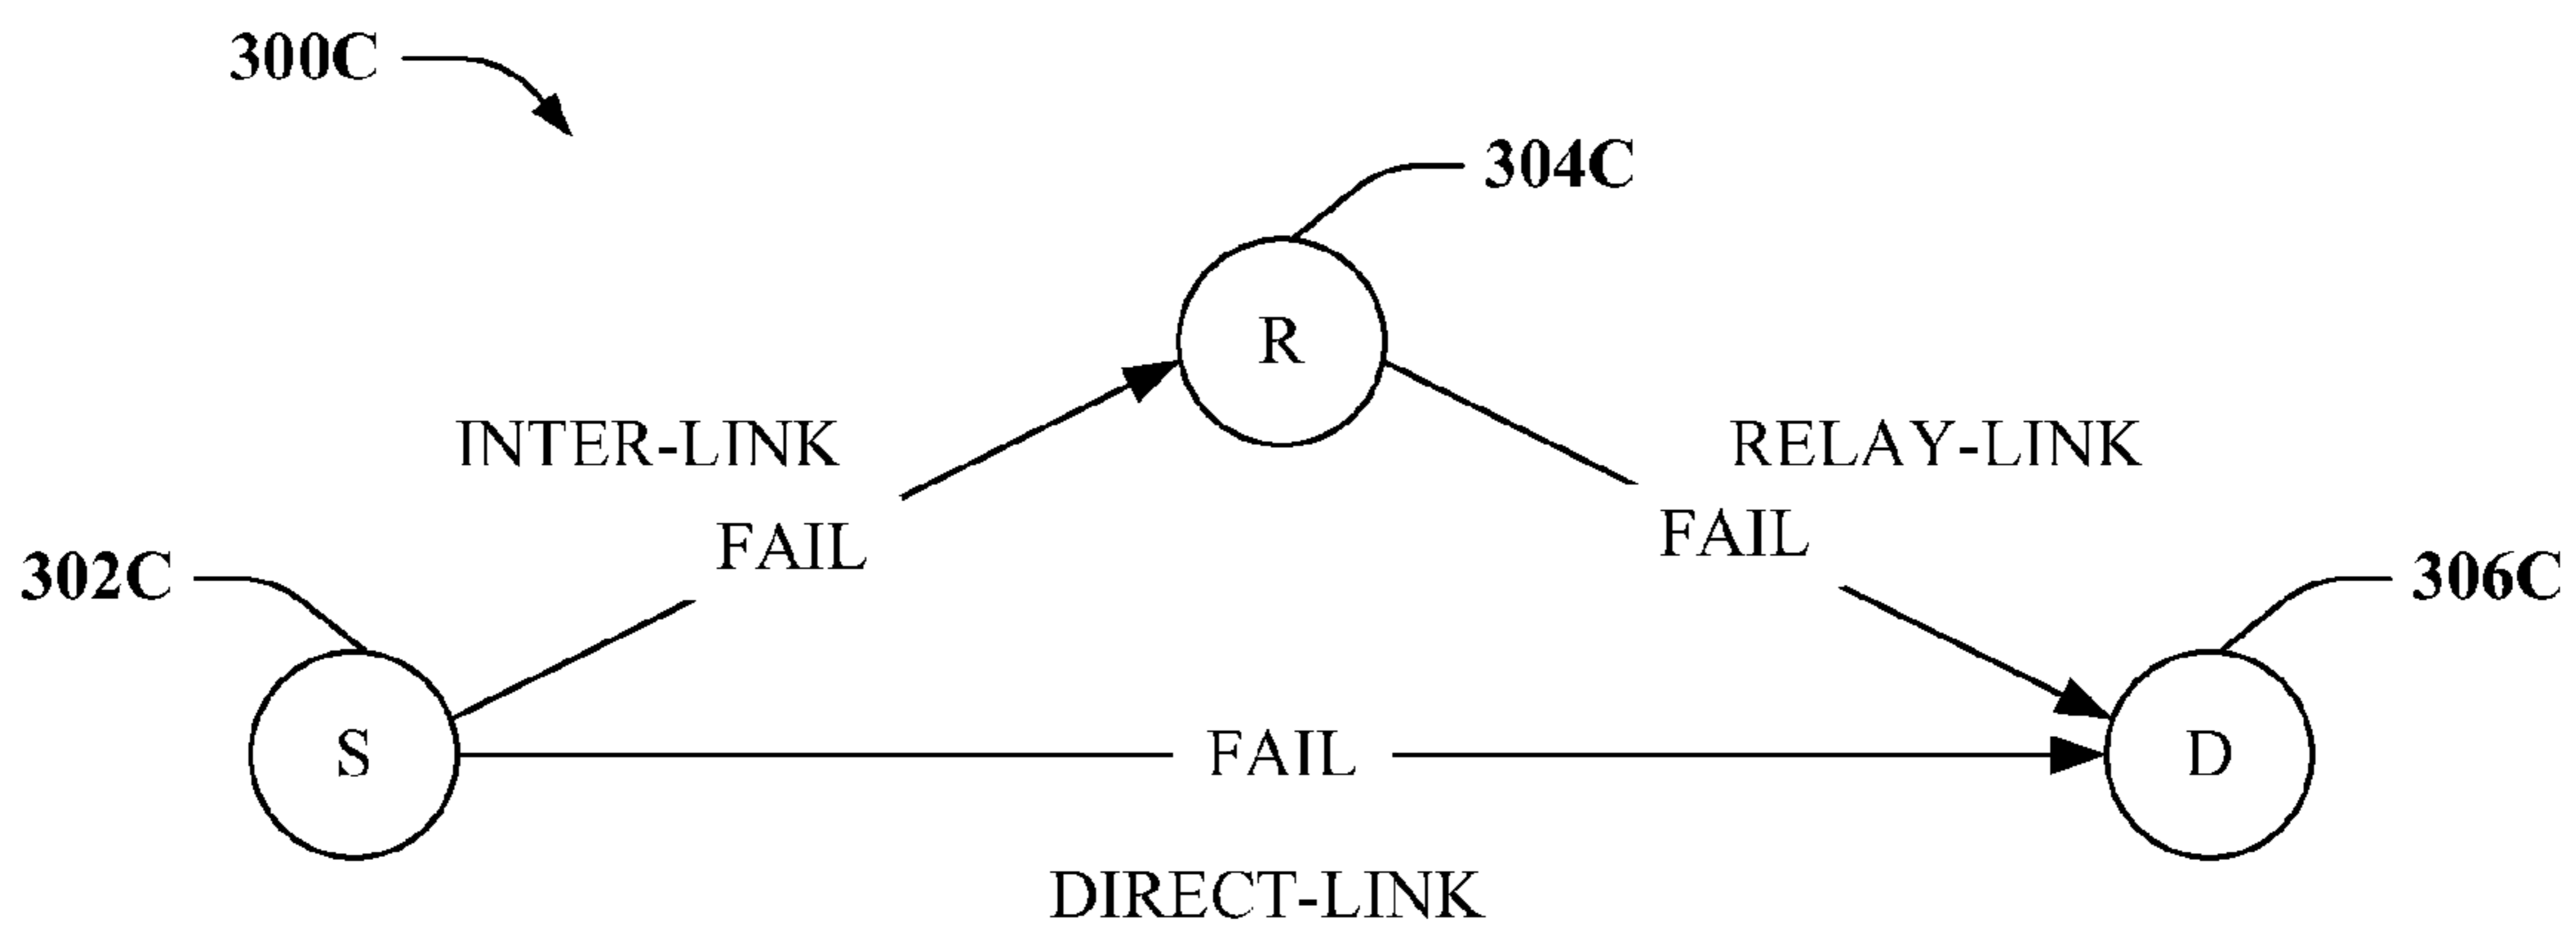 300C
304C
R
INTER-LINK
RELAY-LINK
FAIL
FAIL
302C
306C
S
FAIL
D
DIRECT-LINK